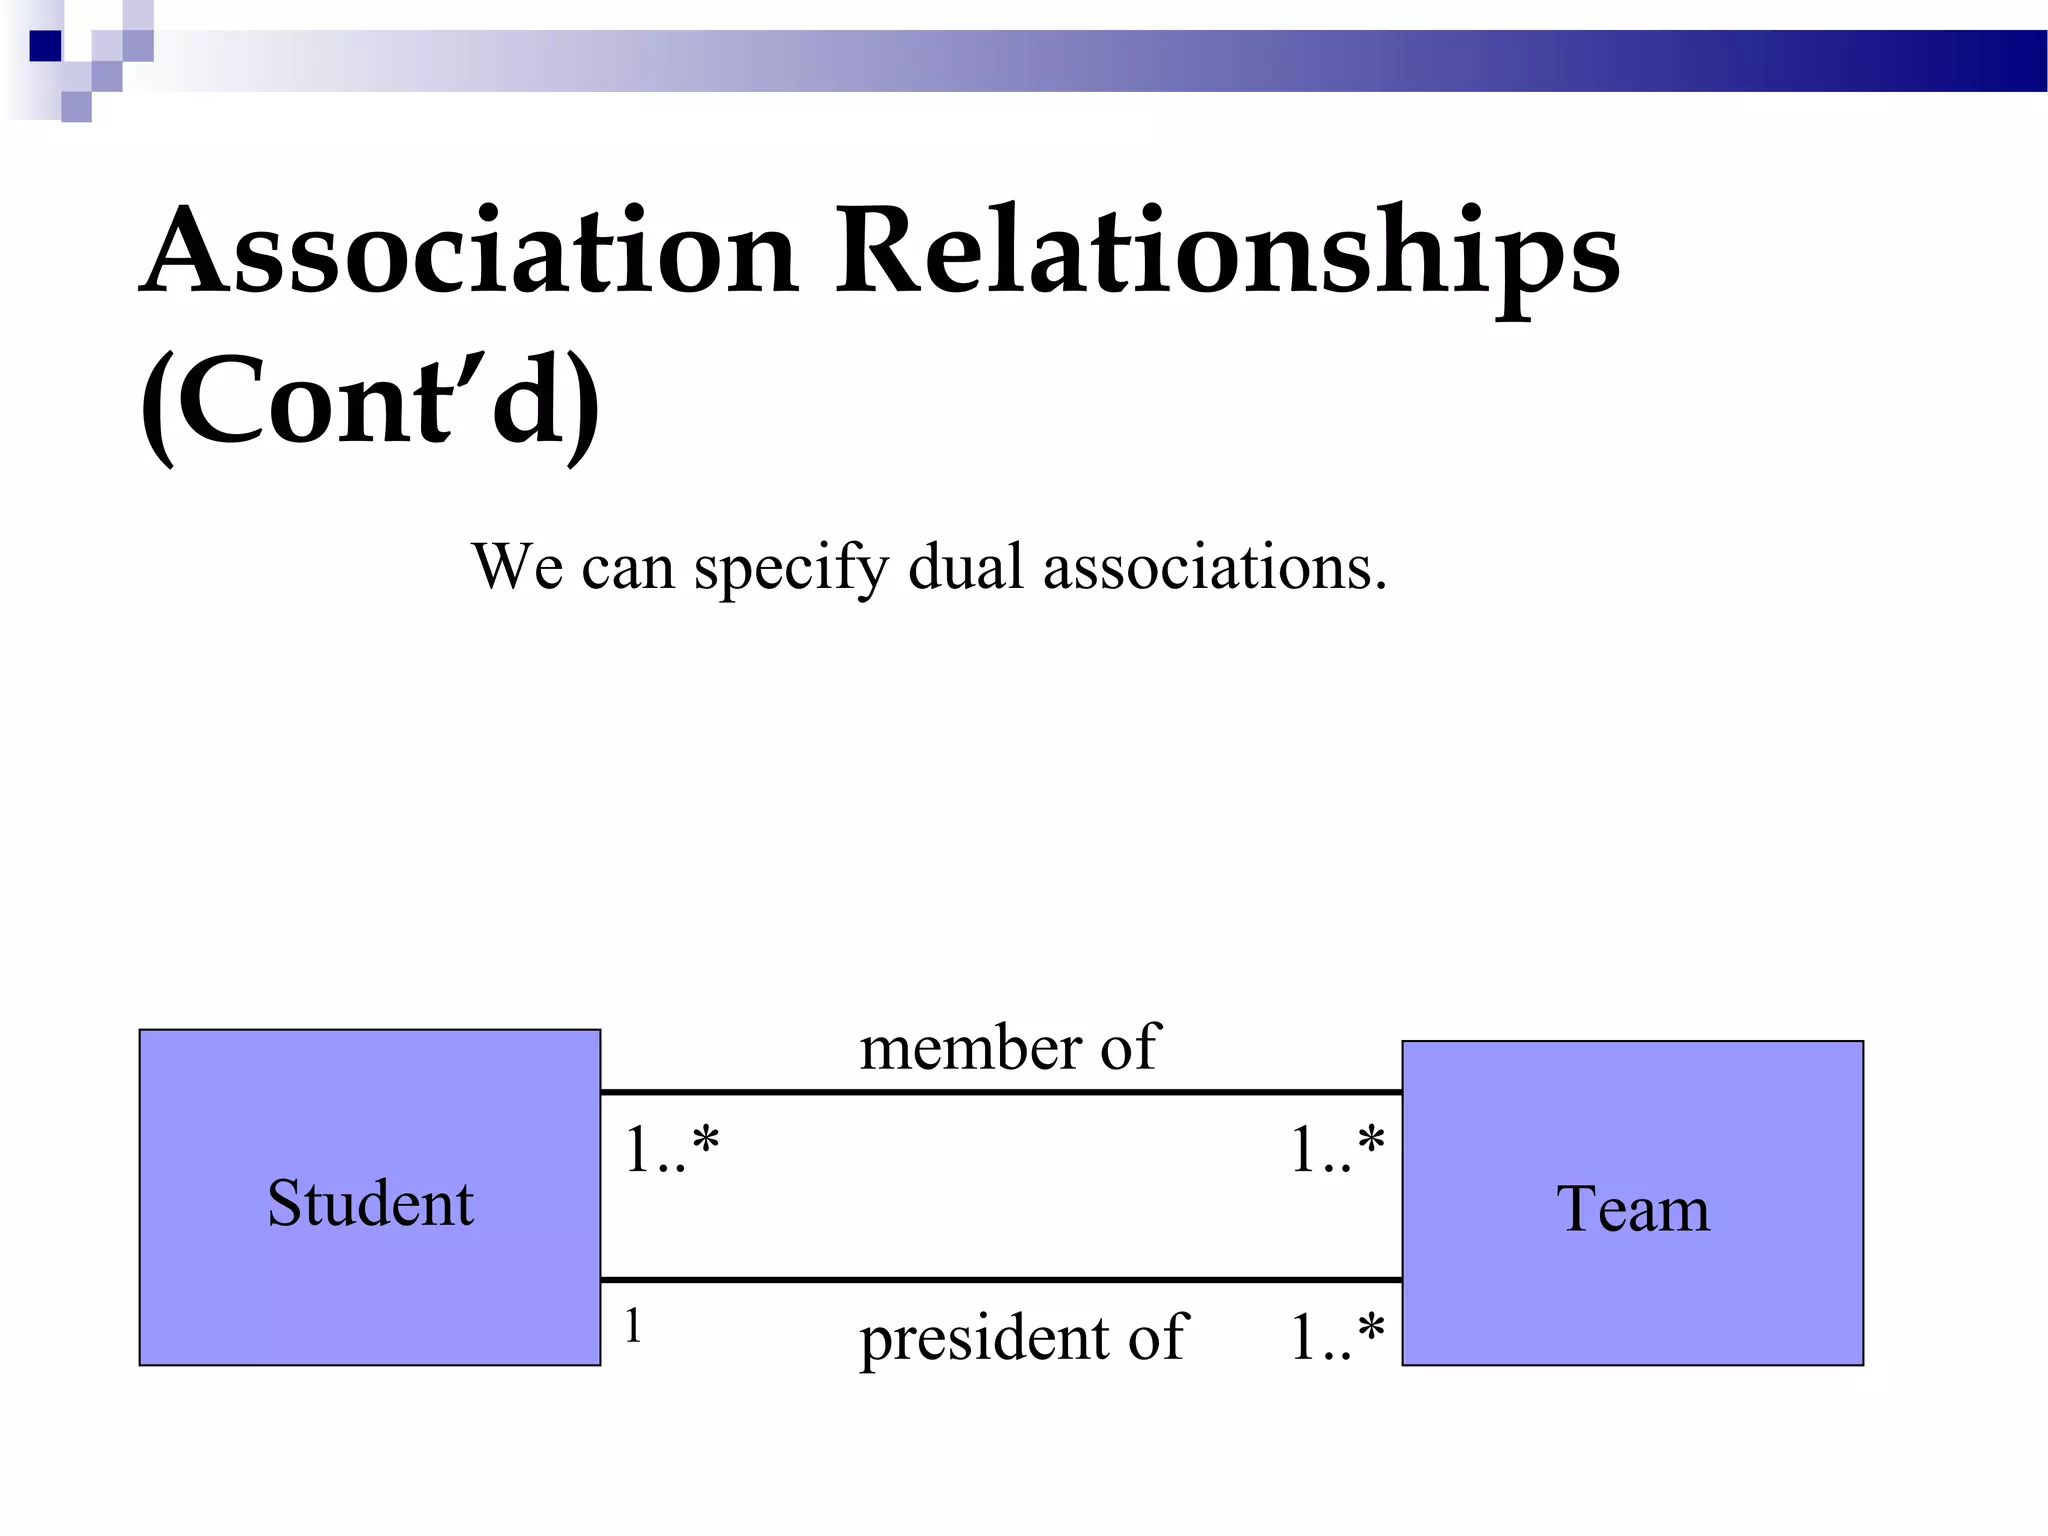 Association Relationships
(Cont’d)
We can specify dual associations.
member of
1..* 1..*
Student Team
1 president of 1..*